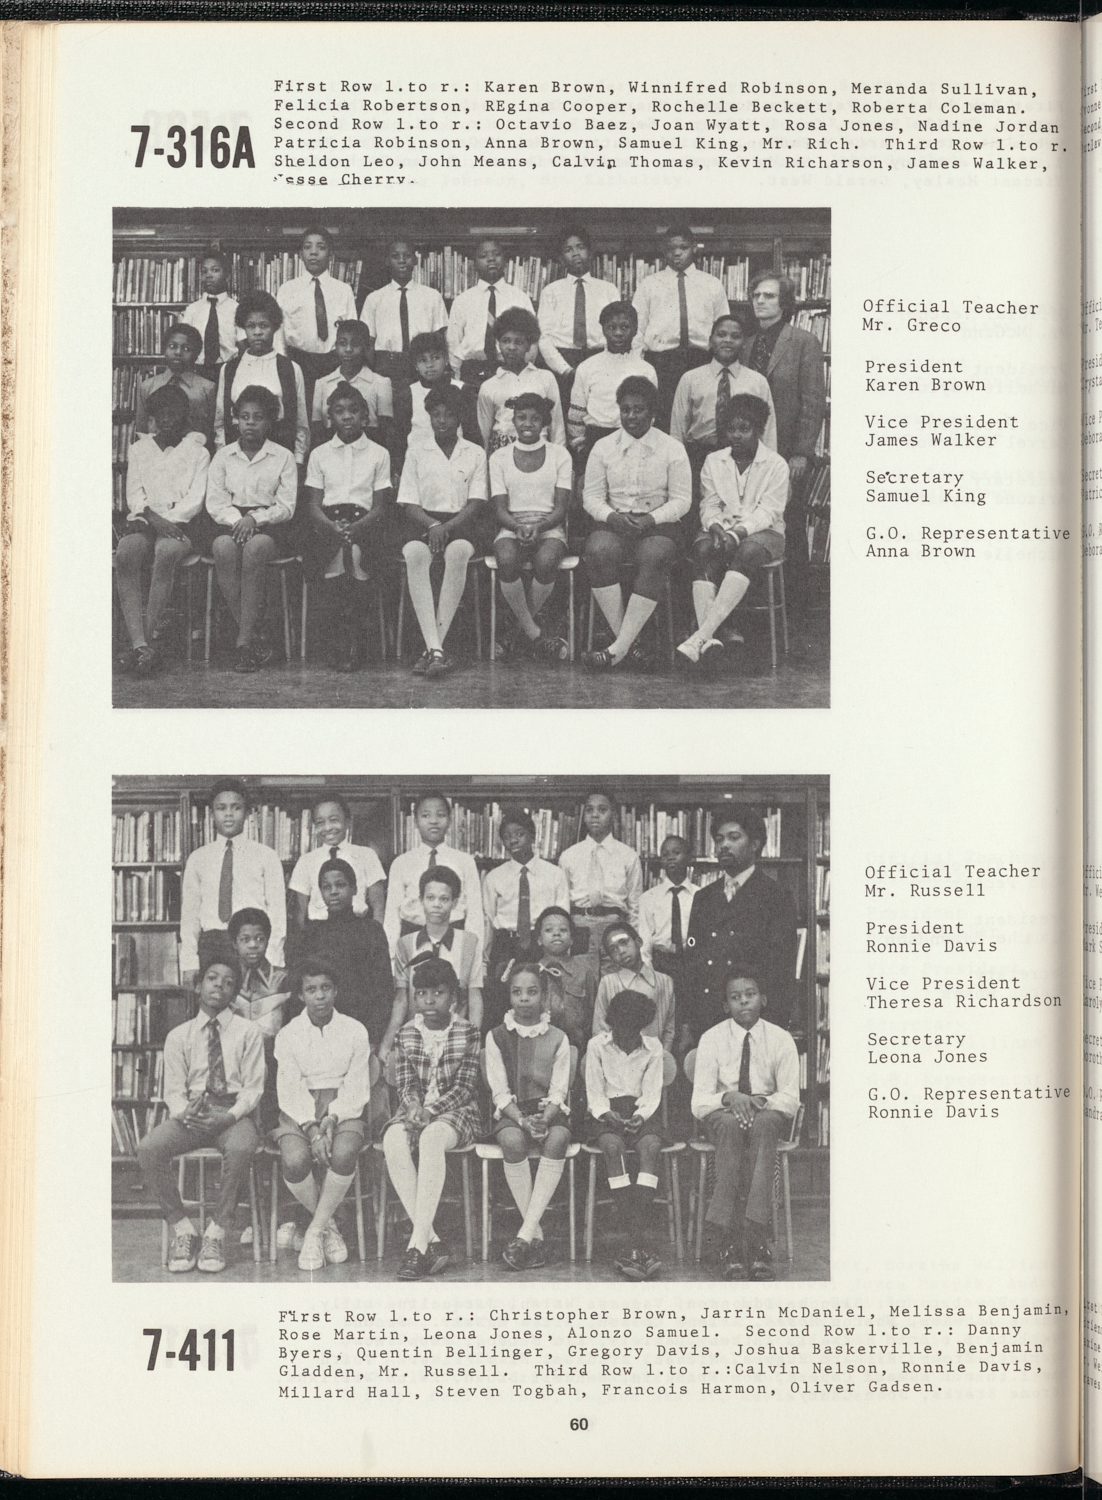 First Row l.to r.: Karen Brown, Winnifred Robinson, Meranda Sullivan,
Felicia Robertson, REgina Cooper, Rochelle Beckett, Roberta Coleman.
Second Row l.to r.: Octavio Baez, Joan Wyatt, Rosa Jones, Nadine Jordan
Patricia Robinson, Anna Brown, Samuel King, Mr. Rich.  Third Row l.to r.
Sheldon Leo, John Means, Calvin Thomas, Kevin Richarson, James Walker,
Cherry.
7-316A
Official Teacher
Mr. Greco
President
Karen Brown
Vice President
James Walker
Secretary
Samuel King
G.O. Representative
Anna Brown
Official Teacher
Mr. Russell
President
Ronnie Davis
Vice President
Theresa Richardson
Secretary
Leona Jones
G.O. Representative
Ronnie Davis
7-411
First Row l.to r.: Christopher Brown, Jarrin McDaniel, Melissa Benjamin,
Rose Martin, Leona Jones, Alonzo Samuel.  Second Row l.to r.: Danny
Byers, Quentin Bellinger, Gregory Davis, Joshua Baskerville, Benjamin
Gladden, Mr. Russell.  Third Row l.to r.:Calvin Nelson, Ronnie Davis,
Millard Hall, Steven Togbah, Francois Harmon, Oliver Gadsen.
60